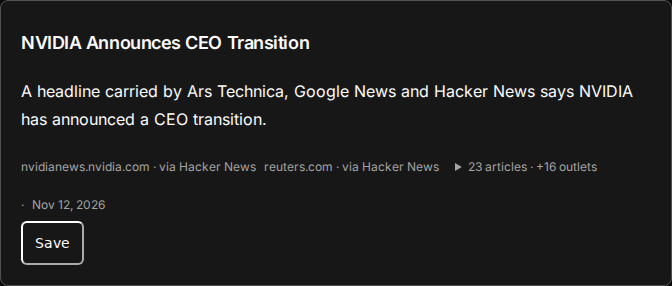 NVIDIA Announces CEO Transition
A headline carried by Ars Technica, Google News and Hacker News says NVIDIA
has announced a CEO transition.
nvidianews.nvidia.com · via Hacker News reuters.com · via Hacker News ▶ 23 articles · +16 outlets
· Nov 12, 2026
Save